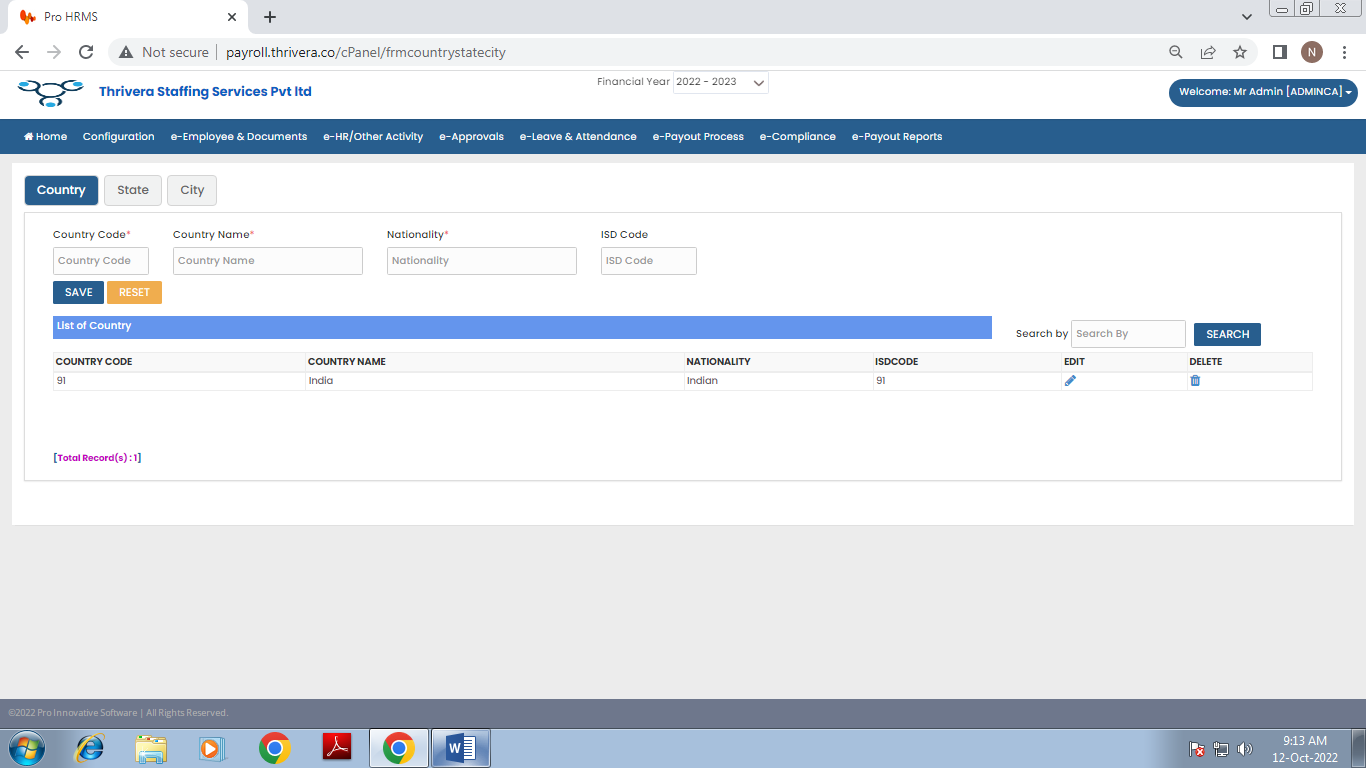 Pro HRMS
Not secure | payroll.thrivera.co/cPanel/frmcountrystatecity
N
Thrivera Staffing Services Pvt ltd
Financial Year 2022 - 2023
Welcome: Mr Admin [ADMINCA]
Home Configuration e-Employee & Documents e-HR/Other Activity e-Approvals e-Leave & Attendance e-Payout Process e-Compliance e-Payout Reports
Country State City
Country Code* Country Name* Nationality* ISD Code
Country Code Country Name Nationality ISD Code
SAVE RESET
List of Country
Search by Search By SEARCH
COUNTRY CODE COUNTRY NAME NATIONALITY ISDCODE EDIT DELETE
91 India Indian 91
[Total Record(s) : 1]
©2022 Pro Innovative Software | All Rights Reserved.
9:13 AM
12-Oct-2022